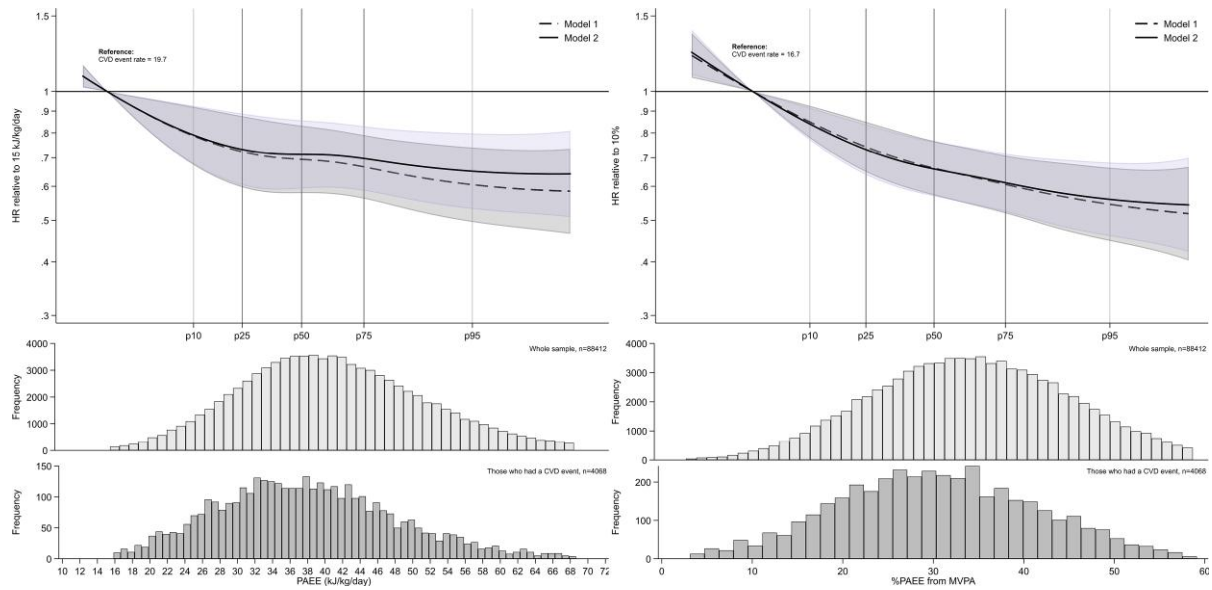 1.5
Model 1
Model 2
Reference:
CVD event rate = 19.7
1
.9
.8
.7
.6
.5
.4
.3
HR relative to 15 kJ/kg/day
p10 p25 p50 p75 p95
4000
3000
2000
1000
0
Frequency
Whole sample, n=88412
150
100
50
0
Frequency
Those who had a CVD event, n=4068
10 12 14 16 18 20 22 24 26 28 30 32 34 36 38 40 42 44 46 48 50 52 54 56 58 60 62 64 66 68 70 72
PAEE (kJ/kg/day)
1.5
Model 1
Model 2
Reference:
CVD event rate = 16.7
1
.9
.8
.7
.6
.5
.4
.3
HR relative to 10%
p10 p25 p50 p75 p95
4000
3000
2000
1000
0
Frequency
Whole sample, n=88412
200
100
0
Frequency
Those who had a CVD event, n=4068
0 10 20 30 40 50 60
%PAEE from MVPA